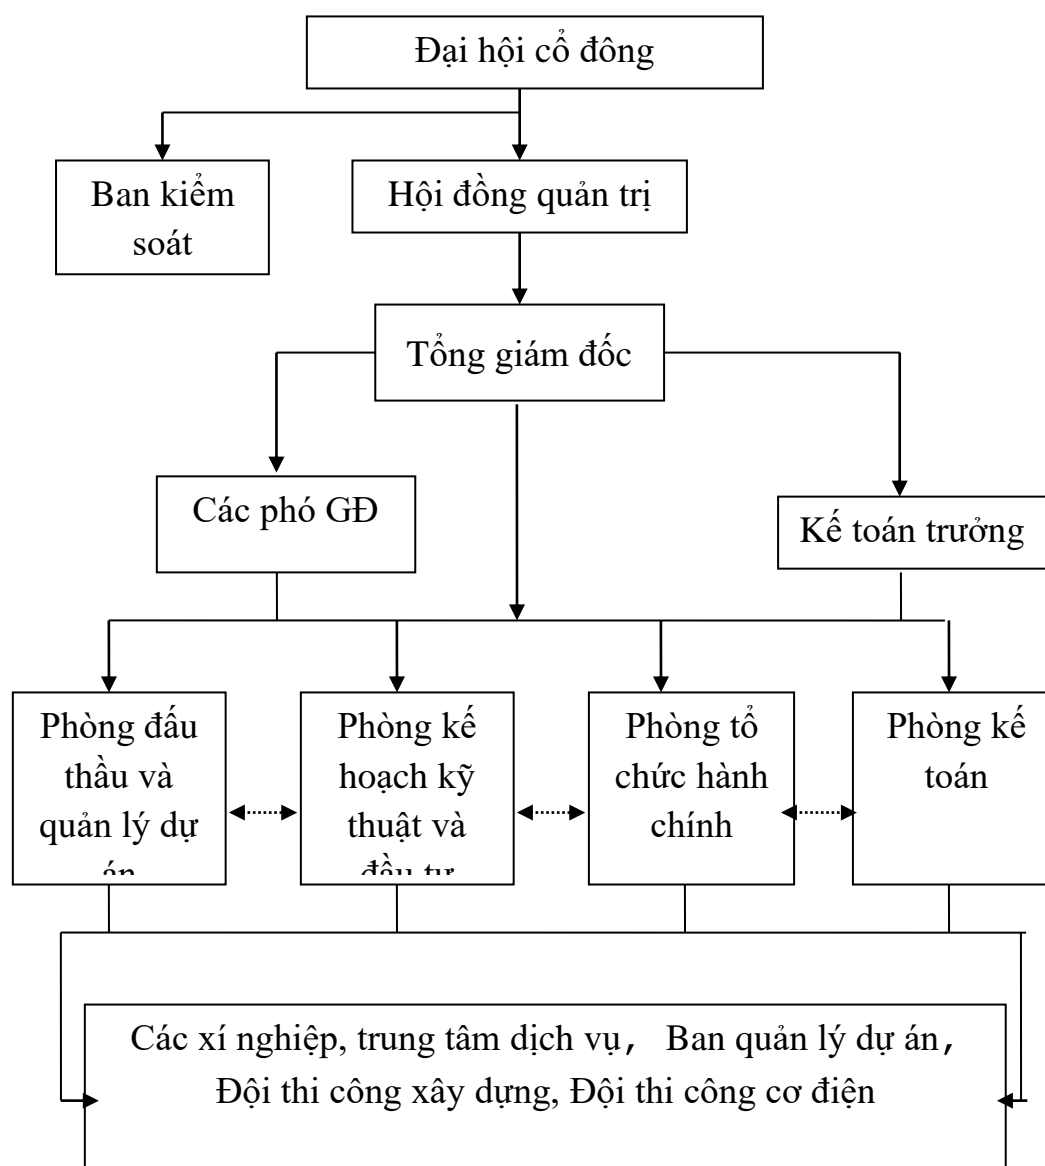 Đại hội cổ đông
Ban kiểm
soát
Hội đồng quản trị
Tổng giám đốc
Các phó GĐ
Kế toán trưởng
Phòng đấu
thầu và
quản lý dự
án
Phòng kế
hoạch kỹ
thuật và
đầu tư
Phòng tổ
chức hành
chính
Phòng kế
toán
Các xí nghiệp, trung tâm dịch vụ, Ban quản lý dự án,
Đội thi công xây dựng, Đội thi công cơ điện